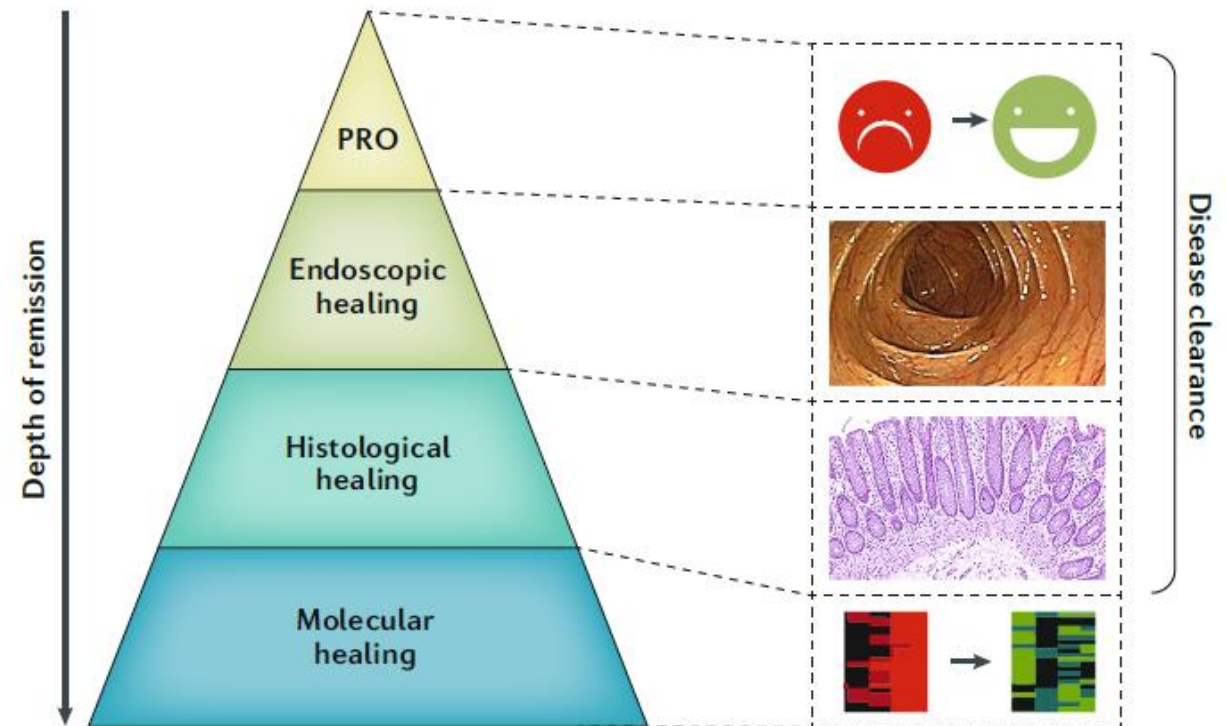 PRO
Endoscopic
healing
Histological
healing
Molecular
healing
Depth of remission
Disease clearance